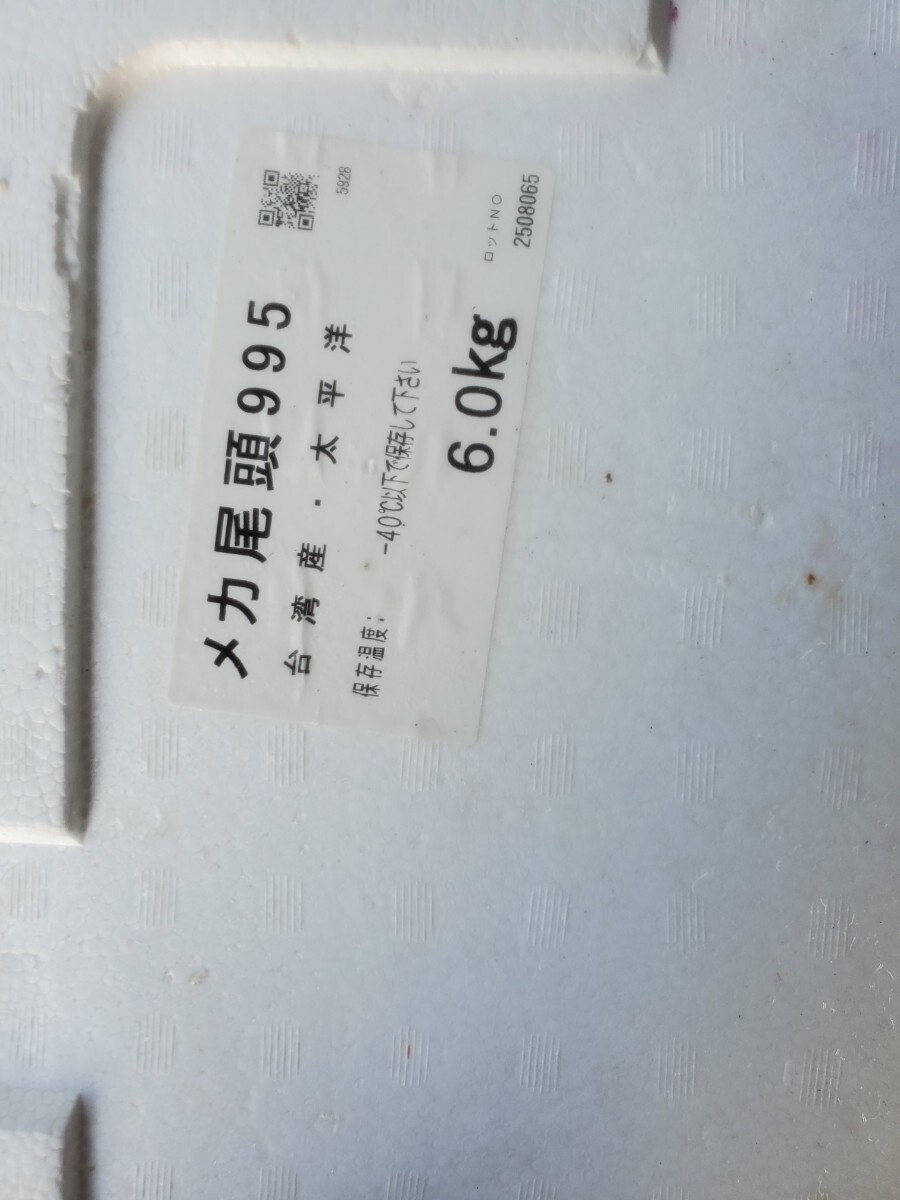 メカ尾頭995
5928
台湾産・太平洋
保存温度; -40℃以下で保存して下さい
6.0kg
ロットNO
2508065